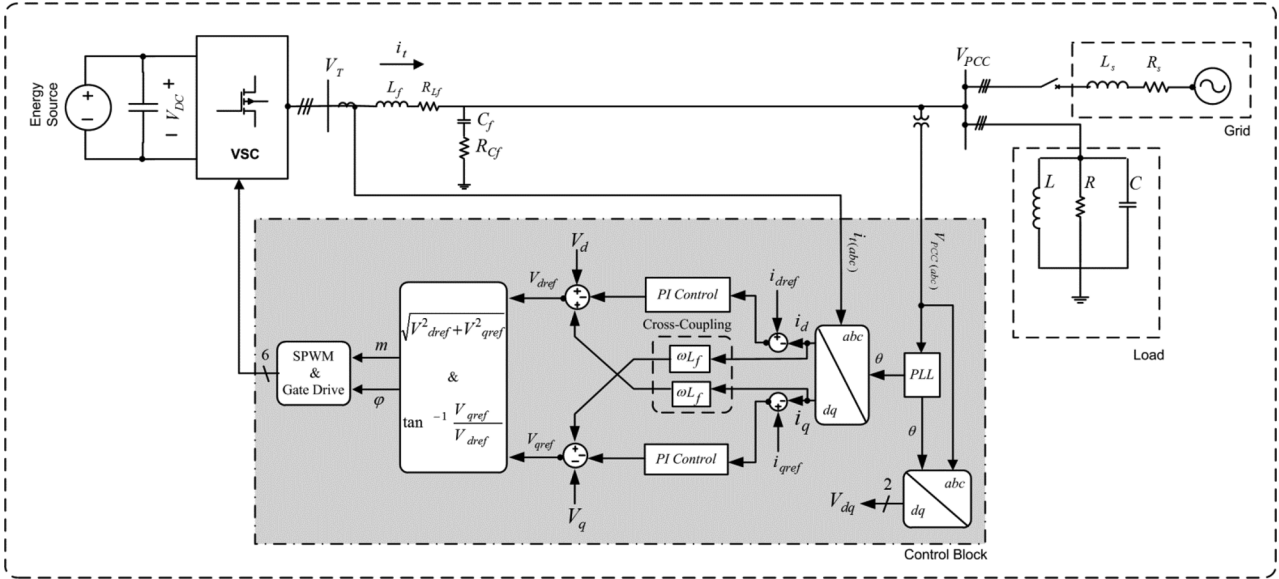 Energy
Source
+
−
V_DC
+
−
VSC
V_T
i_t
L_f
R_Lf
C_f
R_Cf
V_PCC
L_s
R_s
Grid
L
R
C
Load
i_t(abc)
V_PCC (abc)
V_d
V_dref
PI Control
i_dref
Cross-Coupling
i_d
ωL_f
ωL_f
abc
dq
θ
PLL
θ
√V²_dref + V²_qref
&
tan ⁻¹ V_qref
V_dref
m
φ
6
SPWM
&
Gate Drive
V_qref
PI Control
i_q
i_qref
V_q
V_dq
2
abc
dq
Control Block